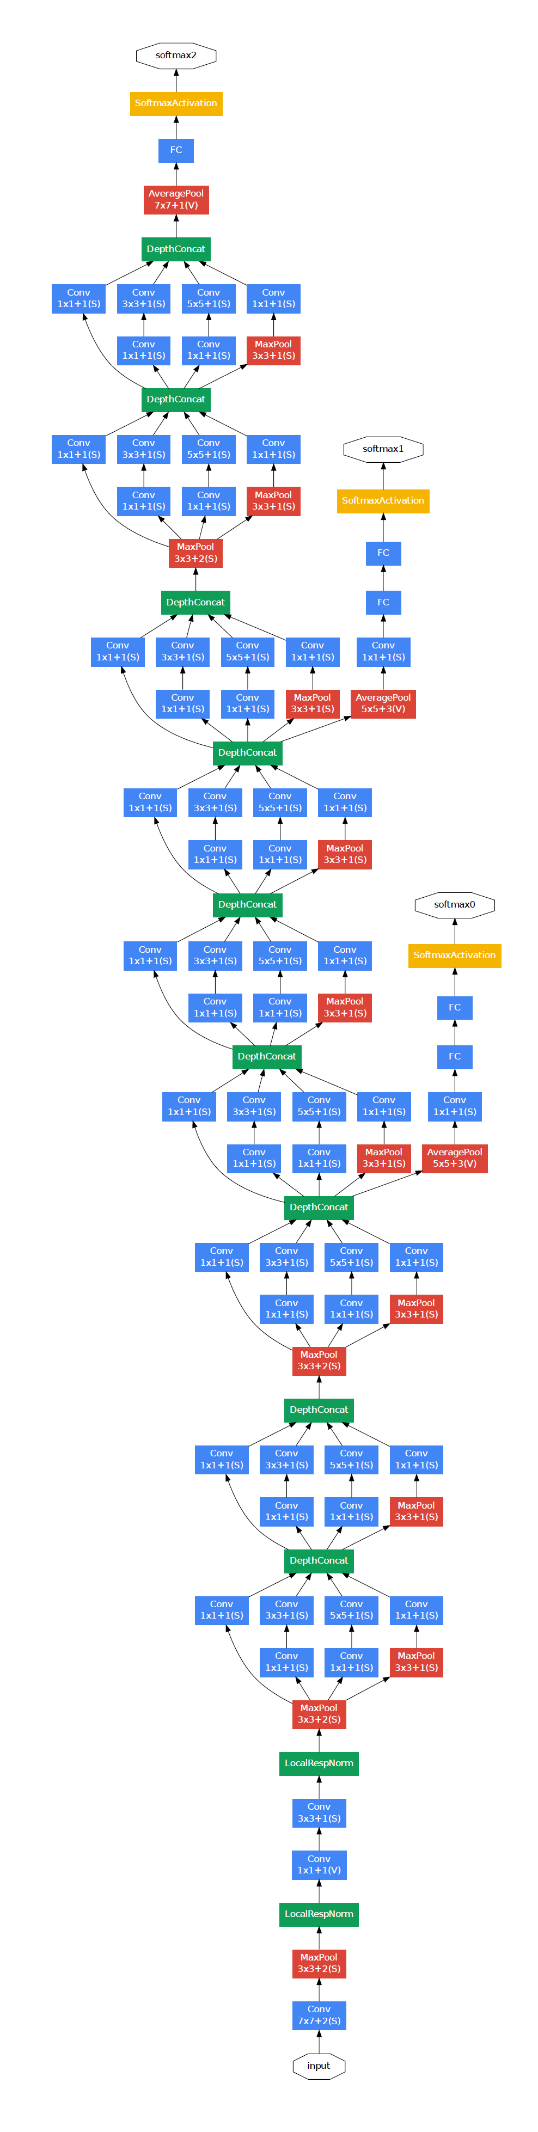 softmax2
SoftmaxActivation
FC
AveragePool
7x7+1(V)
DepthConcat
Conv Conv Conv Conv
1x1+1(S) 3x3+1(S) 5x5+1(S) 1x1+1(S)
Conv Conv MaxPool
1x1+1(S) 1x1+1(S) 3x3+1(S)
DepthConcat
Conv Conv Conv Conv
1x1+1(S) 3x3+1(S) 5x5+1(S) 1x1+1(S)
softmax1
Conv Conv MaxPool
1x1+1(S) 1x1+1(S) 3x3+1(S)
SoftmaxActivation
MaxPool
3x3+2(S)
FC
DepthConcat
FC
Conv Conv Conv Conv Conv
1x1+1(S) 3x3+1(S) 5x5+1(S) 1x1+1(S) 1x1+1(S)
Conv Conv MaxPool AveragePool
1x1+1(S) 1x1+1(S) 3x3+1(S) 5x5+3(V)
DepthConcat
Conv Conv Conv Conv
1x1+1(S) 3x3+1(S) 5x5+1(S) 1x1+1(S)
Conv Conv MaxPool
1x1+1(S) 1x1+1(S) 3x3+1(S)
DepthConcat
softmax0
Conv Conv Conv Conv
1x1+1(S) 3x3+1(S) 5x5+1(S) 1x1+1(S)
SoftmaxActivation
Conv Conv MaxPool
1x1+1(S) 1x1+1(S) 3x3+1(S)
FC
DepthConcat
FC
Conv Conv Conv Conv Conv
1x1+1(S) 3x3+1(S) 5x5+1(S) 1x1+1(S) 1x1+1(S)
Conv Conv MaxPool AveragePool
1x1+1(S) 1x1+1(S) 3x3+1(S) 5x5+3(V)
DepthConcat
Conv Conv Conv Conv
1x1+1(S) 3x3+1(S) 5x5+1(S) 1x1+1(S)
Conv Conv MaxPool
1x1+1(S) 1x1+1(S) 3x3+1(S)
MaxPool
3x3+2(S)
DepthConcat
Conv Conv Conv Conv
1x1+1(S) 3x3+1(S) 5x5+1(S) 1x1+1(S)
Conv Conv MaxPool
1x1+1(S) 1x1+1(S) 3x3+1(S)
DepthConcat
Conv Conv Conv Conv
1x1+1(S) 3x3+1(S) 5x5+1(S) 1x1+1(S)
Conv Conv MaxPool
1x1+1(S) 1x1+1(S) 3x3+1(S)
MaxPool
3x3+2(S)
LocalRespNorm
Conv
3x3+1(S)
Conv
1x1+1(V)
LocalRespNorm
MaxPool
3x3+2(S)
Conv
7x7+2(S)
input